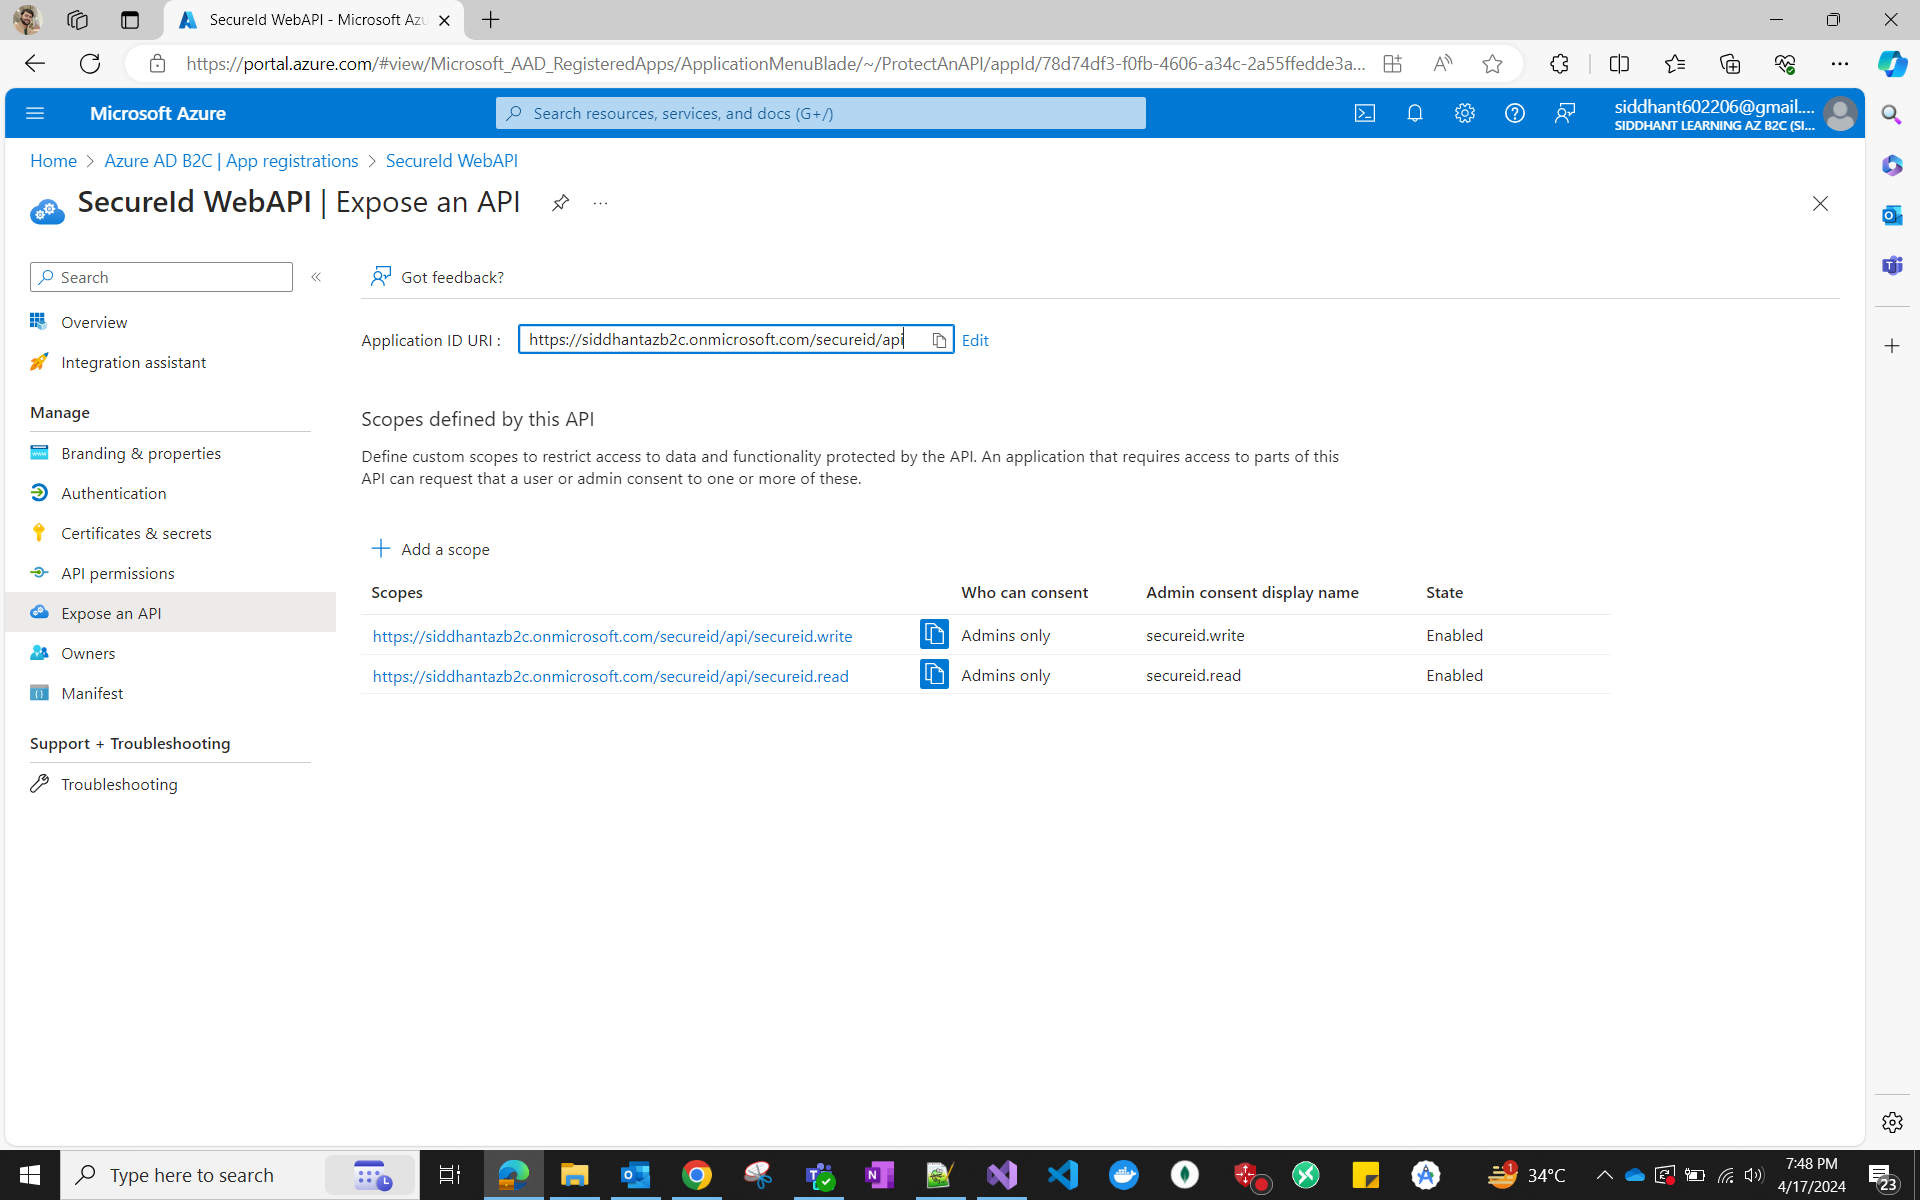 SecureId WebAPI - Microsoft Azu
https://portal.azure.com/#view/Microsoft_AAD_RegisteredApps/ApplicationMenuBlade/~/ProtectAnAPI/appId/78d74df3-f0fb-4606-a34c-2a55ffedde3a...
Microsoft Azure
Search resources, services, and docs (G+/)
siddhant602206@gmail....
SIDDHANT LEARNING AZ B2C (SI...
Home > Azure AD B2C | App registrations > SecureId WebAPI
SecureId WebAPI | Expose an API
Search
Got feedback?
Overview
Application ID URI : https://siddhantazb2c.onmicrosoft.com/secureid/api Edit
Integration assistant
Manage
Scopes defined by this API
Branding & properties
Define custom scopes to restrict access to data and functionality protected by the API. An application that requires access to parts of this
API can request that a user or admin consent to one or more of these.
Authentication
Certificates & secrets
Add a scope
API permissions
Scopes Who can consent Admin consent display name State
Expose an API
https://siddhantazb2c.onmicrosoft.com/secureid/api/secureid.write Admins only secureid.write Enabled
Owners
https://siddhantazb2c.onmicrosoft.com/secureid/api/secureid.read Admins only secureid.read Enabled
Manifest
Support + Troubleshooting
Troubleshooting
Type here to search
1
34°C
7:48 PM
4/17/2024
23